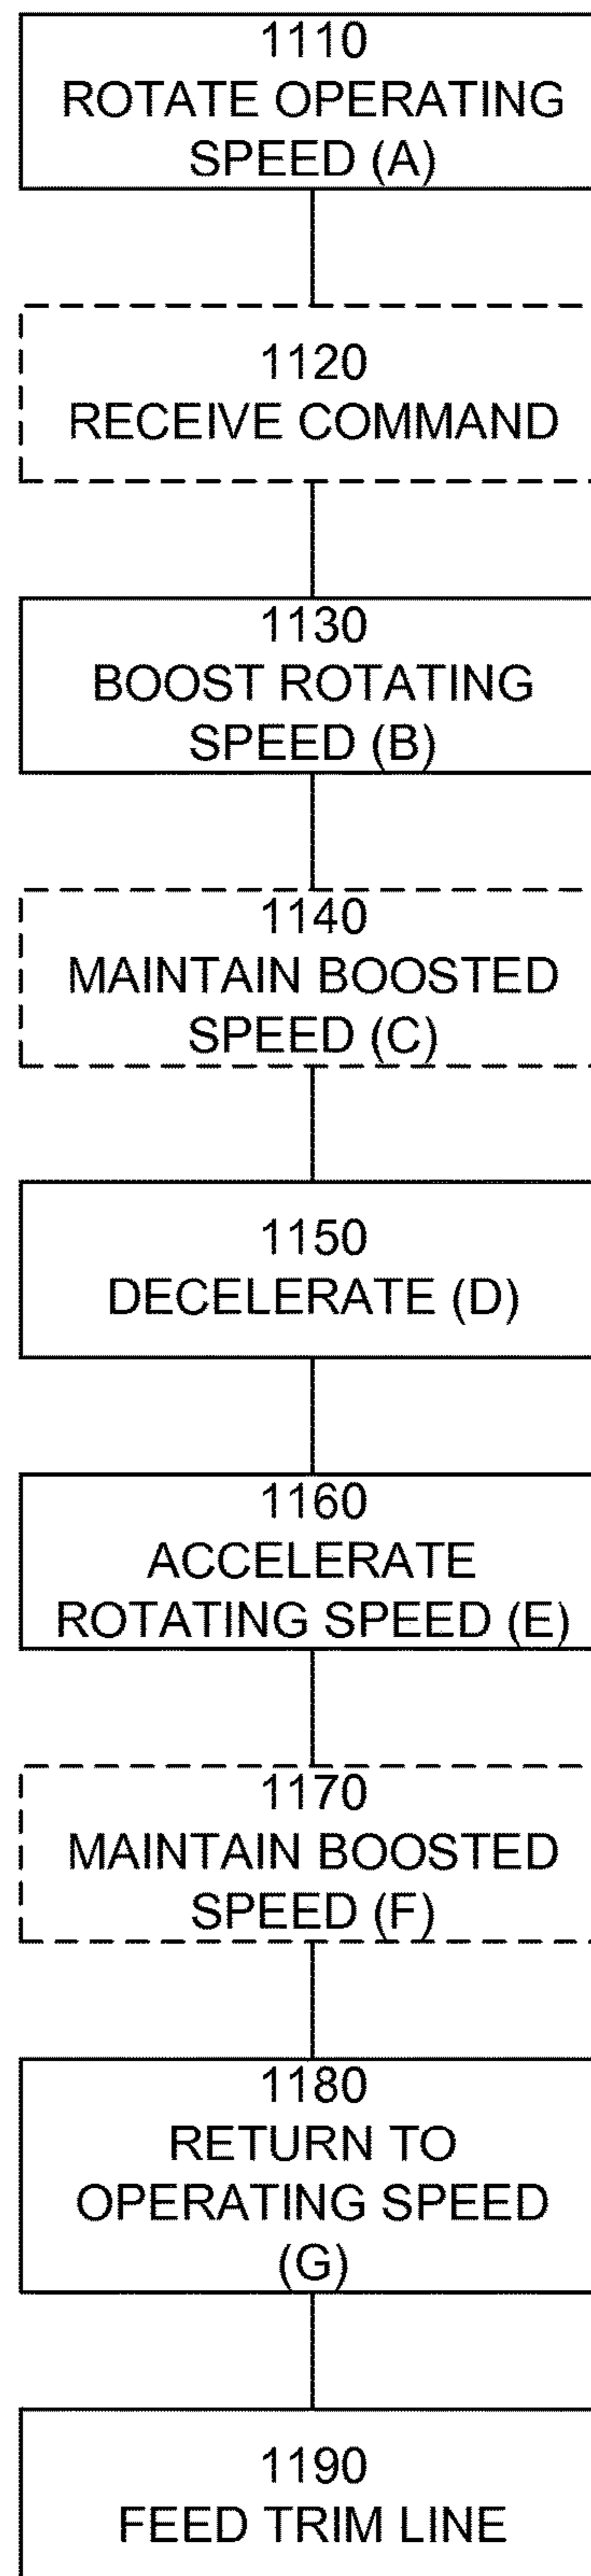 1110
ROTATE OPERATING
SPEED (A)
1120
RECEIVE COMMAND
1130
BOOST ROTATING
SPEED (B)
1140
MAINTAIN BOOSTED
SPEED (C)
1150
DECELERATE (D)
1160
ACCELERATE
ROTATING SPEED (E)
1170
MAINTAIN BOOSTED
SPEED (F)
1180
RETURN TO
OPERATING SPEED
(G)
1190
FEED TRIM LINE